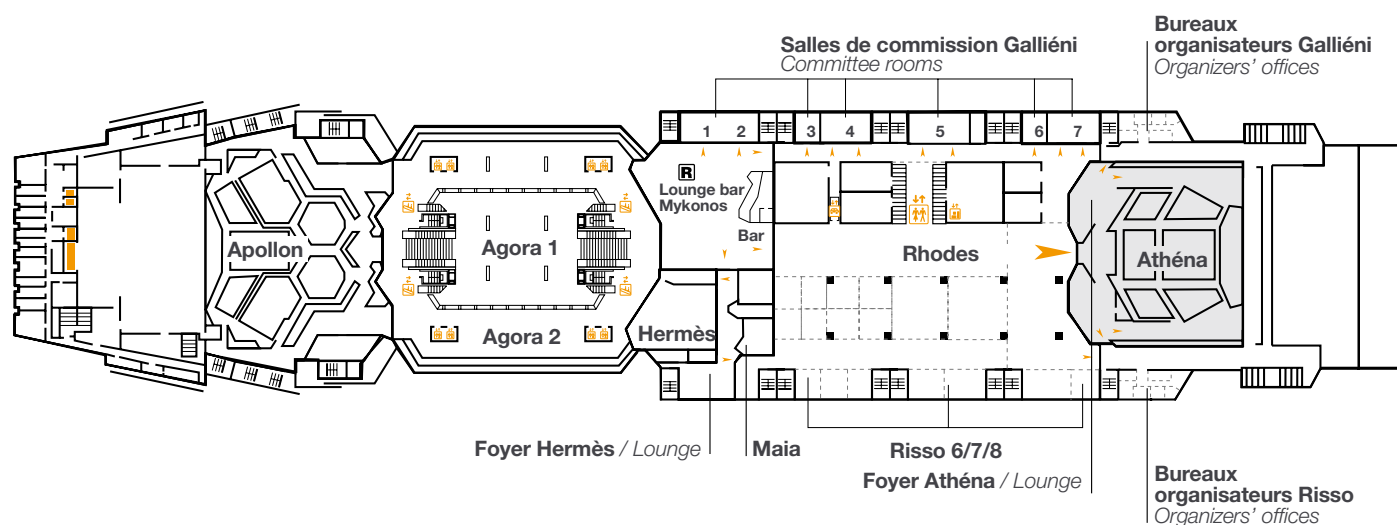 Salles de commission Galliéni
Committee rooms
Bureaux
organisateurs Galliéni
Organizers' offices
1 2 3 4 5 6 7
R
Lounge bar
Mykonos
Bar
Apollon
Agora 1
Agora 2
Hermès
Rhodes
Athéna
Foyer Hermès / Lounge
Maia
Risso 6/7/8
Foyer Athéna / Lounge
Bureaux
organisateurs Risso
Organizers' offices